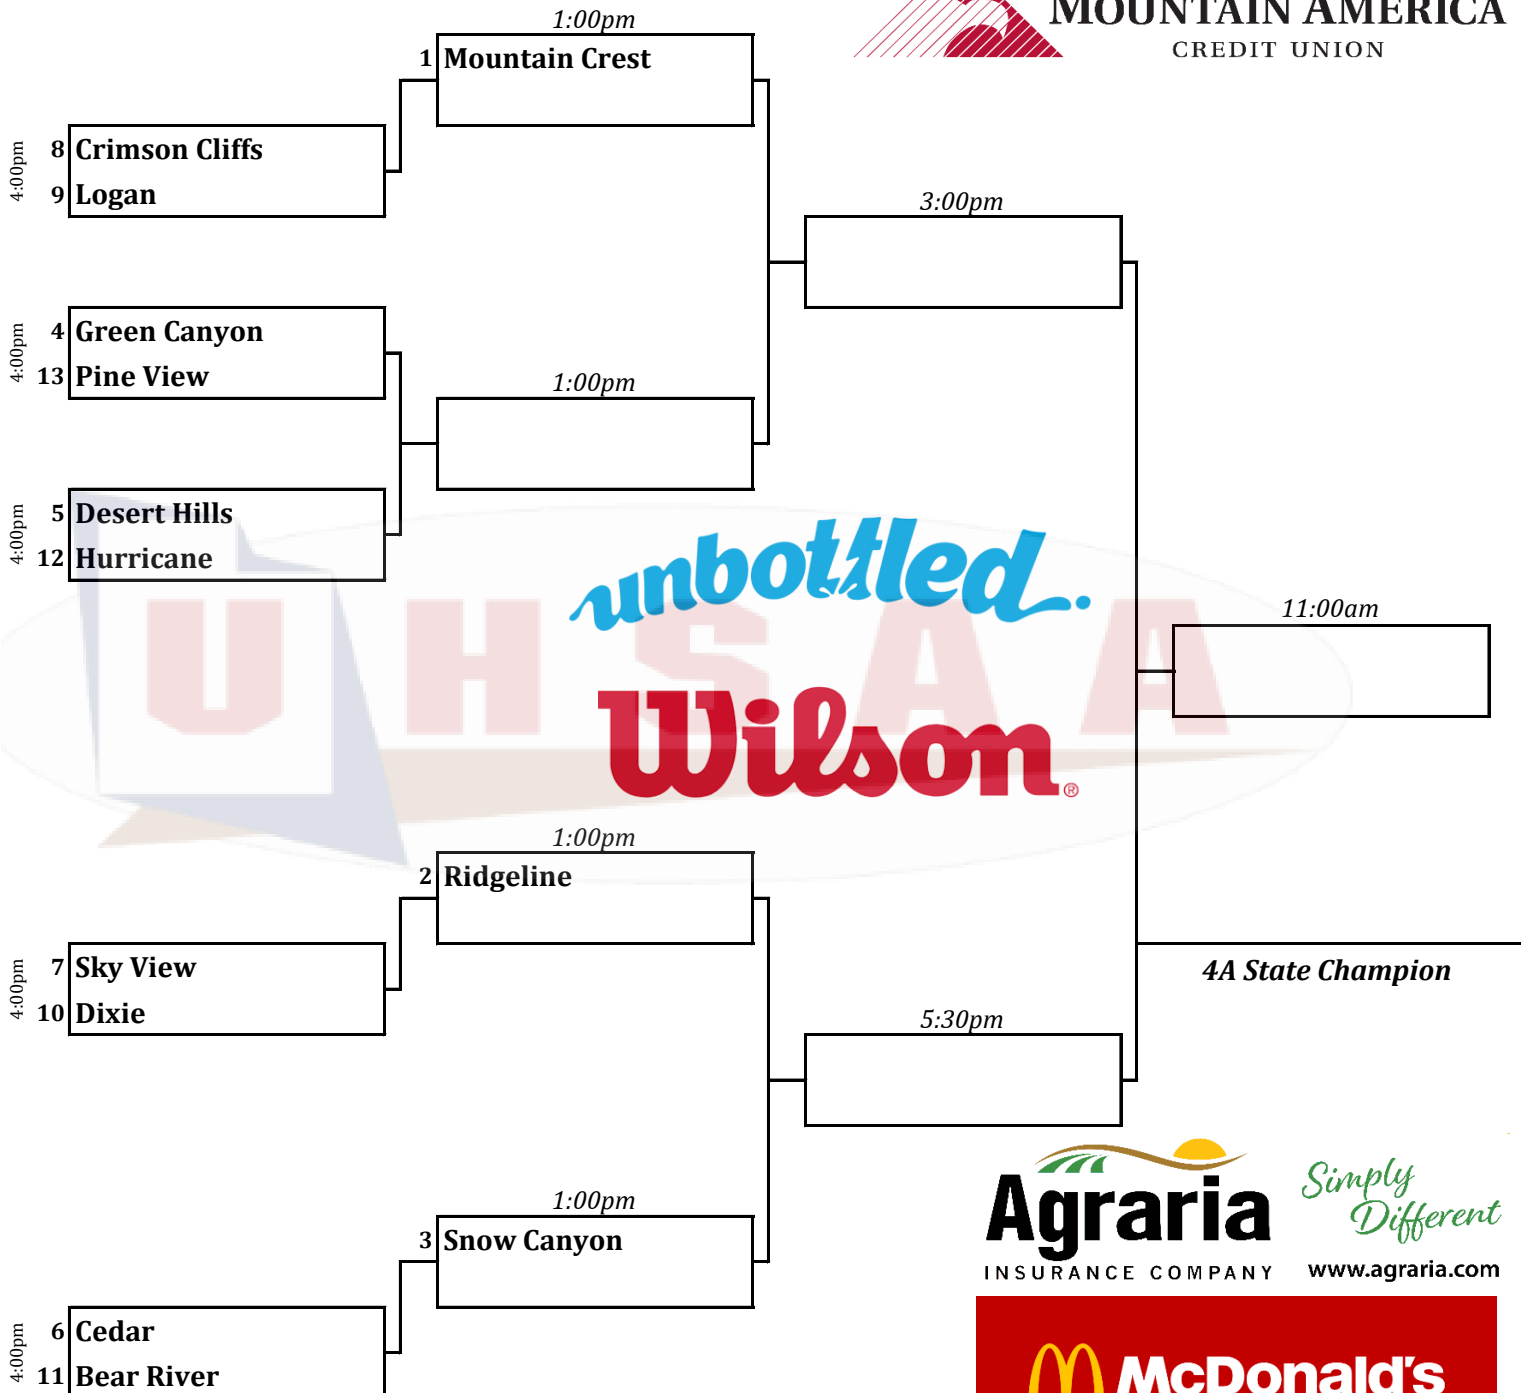 1:00pm
MOUNTAIN AMERICA
CREDIT UNION
1 Mountain Crest
4:00pm
8 Crimson Cliffs
9 Logan
3:00pm
4:00pm
4 Green Canyon
13 Pine View
1:00pm
4:00pm
5 Desert Hills
12 Hurricane
unbottled.
UHSAA
11:00am
Wilson®
1:00pm
2 Ridgeline
4:00pm
7 Sky View
10 Dixie
4A State Champion
5:30pm
1:00pm
3 Snow Canyon
Agraria
INSURANCE COMPANY
Simply
Different
www.agraria.com
4:00pm
6 Cedar
11 Bear River
McDonald's